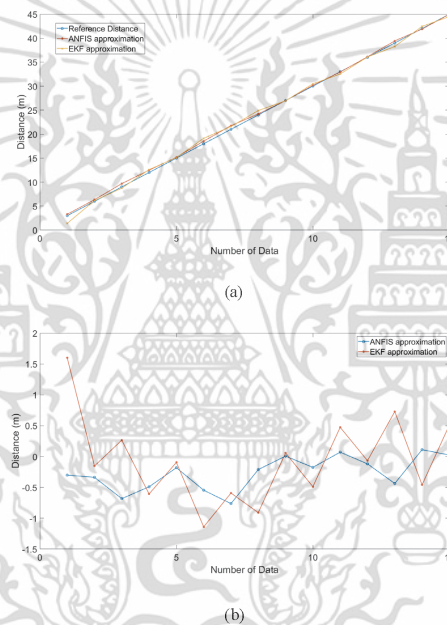 45
40
35
30
25
20
15
10
5
0
Distance (m)
Reference Distance
ANFIS approximation
EKF approximation
0
5
10
Number of Data
(a)
2
1.5
1
0.5
0
-0.5
-1
-1.5
Distance (m)
ANFIS approximation
EKF approximation
0
5
10
Number of Data
(b)